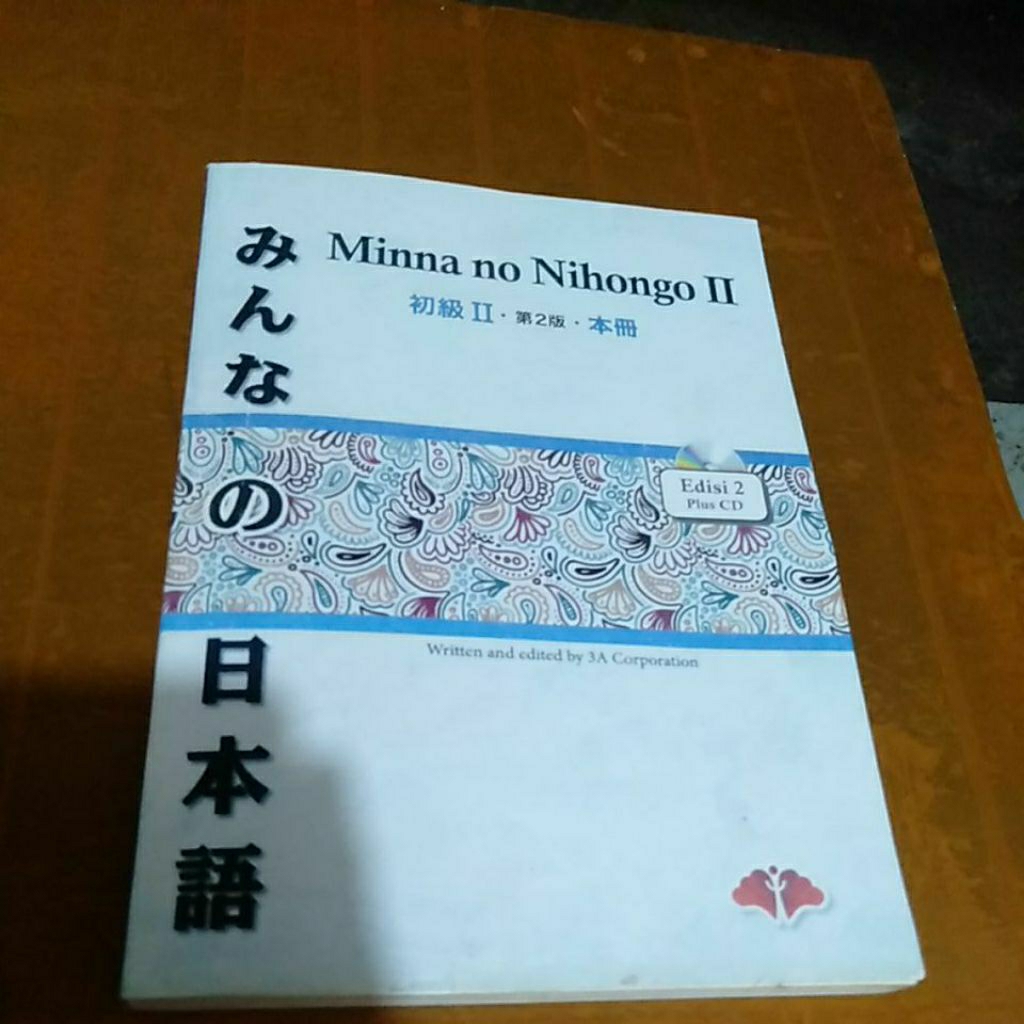 みんなの日本語
Minna no Nihongo II
初級 II・第2版・本冊
Edisi 2
Plus CD
Written and edited by 3A Corporation